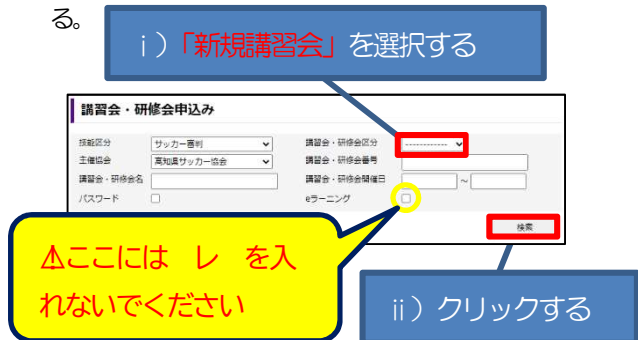 る。
ⅰ）「新規講習会」を選択する
講習会・研修会申込み
技能区分 サッカー審判 講習会・研修会区分 ------------
主催協会 高知県サッカー協会 講習会・研修会番号
講習会・研修会名 講習会・研修会開催日 ～
パスワード eラーニング
検索
⚠ここには　レ　を入
れないでください
ⅱ）クリックする